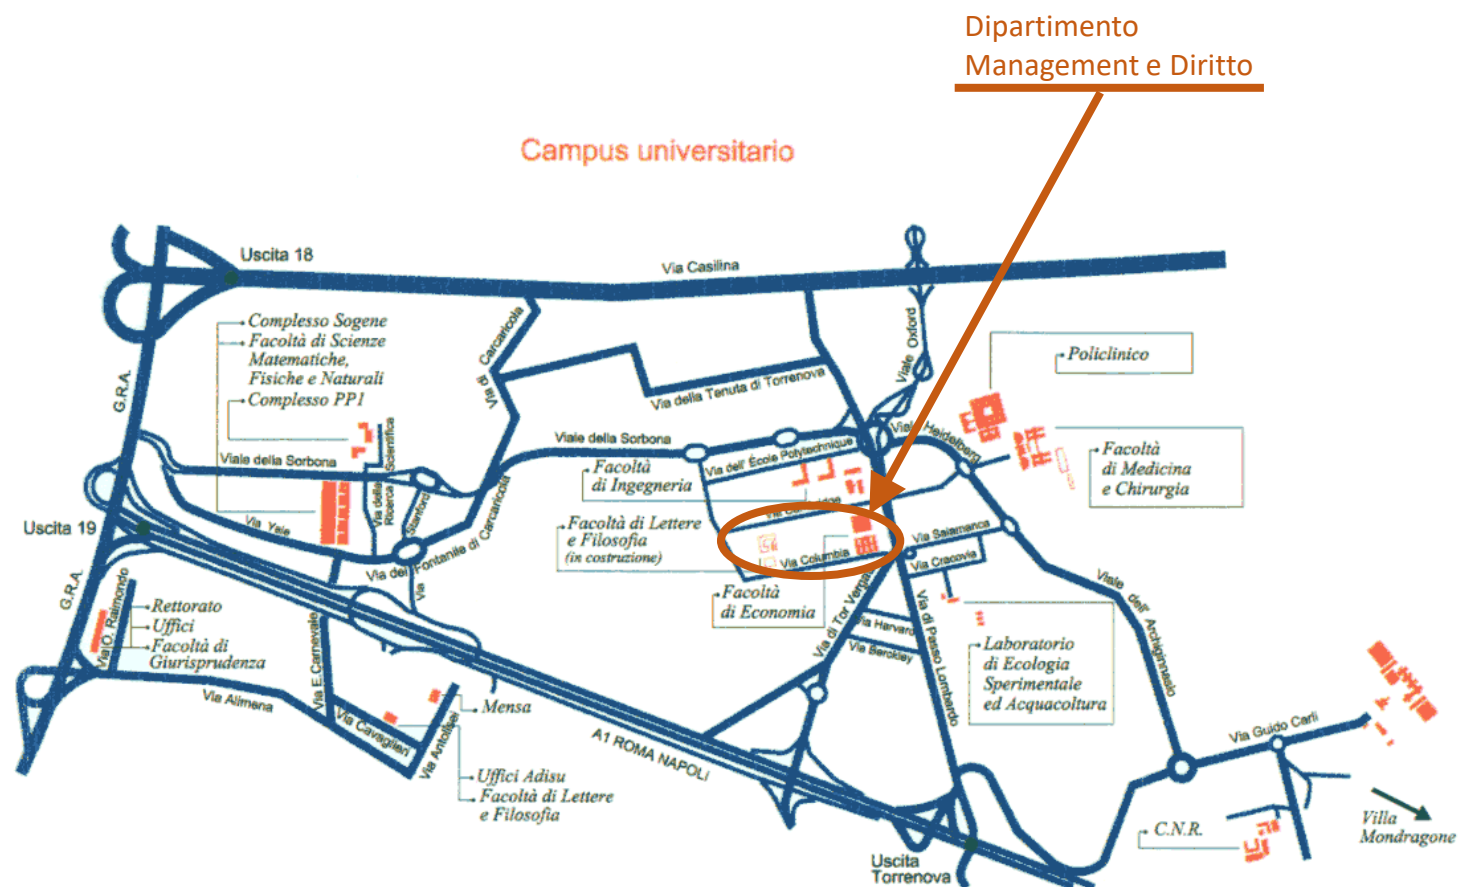 Dipartimento
Management e Diritto
Campus universitario
Uscita 18
Via Casilina
G.R.A.
Complesso Sogene
Facoltà di Scienze
Matematiche,
Fisiche e Naturali
Complesso PP1
Via di Carcaricola
Viale Oxford
Policlinico
Via della Tenuta di Torrenova
Viale della Sorbona
Viale della Sorbona
Via dell' École Polytechnique
Viale Heidelberg
Via della Ricerca Scientifica
Stanford
Facoltà
di Ingegneria
Facoltà
di Medicina
e Chirurgia
Uscita 19
Via Yale
Via del Fontanile di Carcaricola
Facoltà di Lettere
e Filosofia
(in costruzione)
Via Columbia
Via Salamanca
Via Cracovia
Viale dell' Archiginnasio
G.R.A.
Via O. Raimondo
Rettorato
Uffici
Facoltà di
Giurisprudenza
Via
Facoltà
di Economia
Via di Tor Vergata
Via Harvard
Via Berckley
Via di Passo Lombardo
Laboratorio
di Ecologia
Sperimentale
ed Acquacoltura
Via E.Carnevale
Via Alimena
Via Cavaglieri
Via Antolisei
Mensa
A1 ROMA NAPOLI
Via Guido Carli
Uffici Adisu
Facoltà di Lettere
e Filosofia
C.N.R.
Villa
Mondragone
Uscita
Torrenova